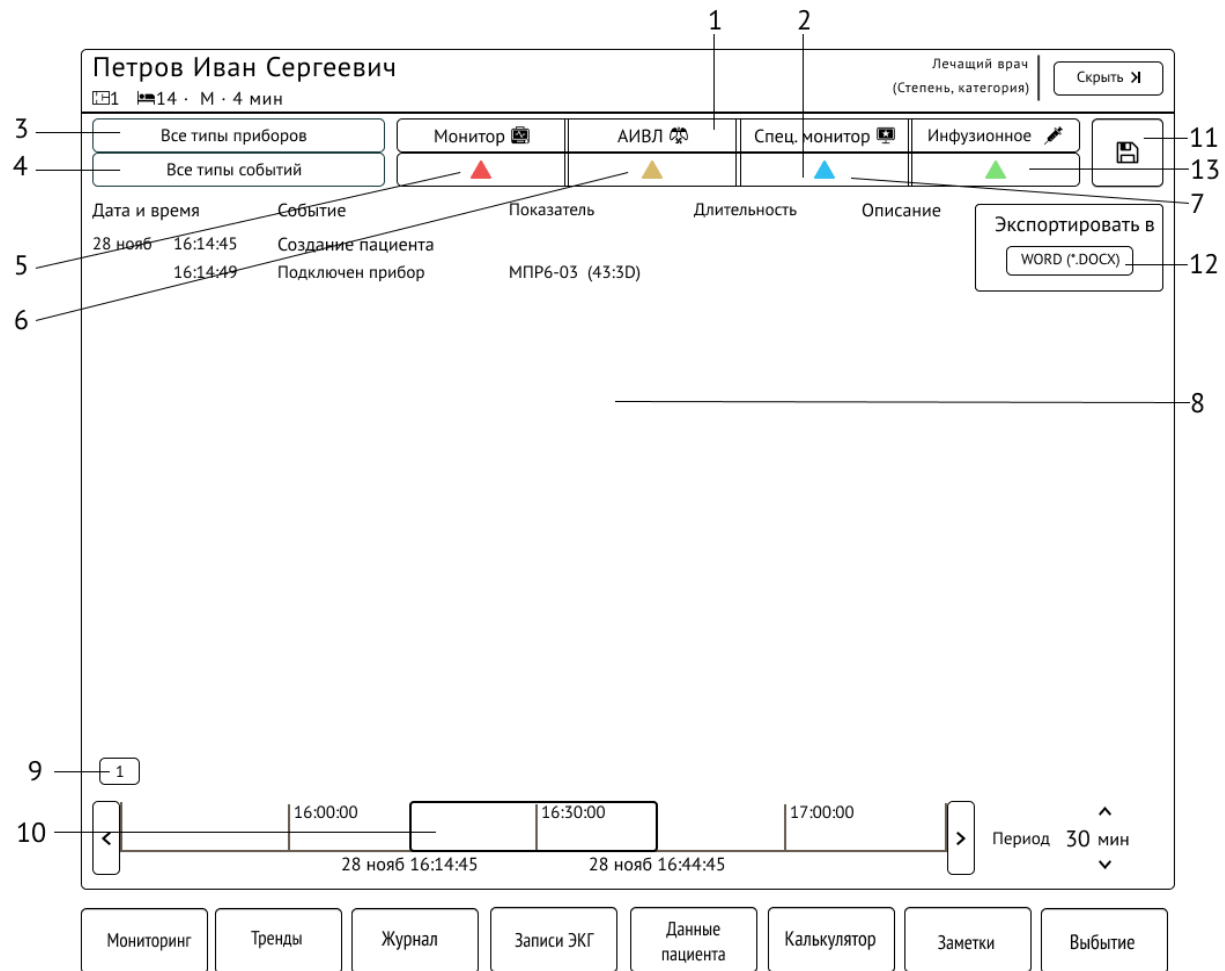 1 2
Петров Иван Сергеевич
1 14 · М · 4 мин
Лечащий врач
(Степень, категория)
Скрыть
3 Все типы приборов Монитор АИВЛ Спец. монитор Инфузионное 11
4 Все типы событий 13
7
Дата и время Событие Показатель Длительность Описание
Экспортировать в
28 нояб 16:14:45 Создание пациента
WORD (*.DOCX) 12
5 16:14:49 Подключен прибор МПР6-03 (43:3D)
6
8
9 1
16:00:00 16:30:00 17:00:00
10 < > Период 30 мин
28 нояб 16:14:45 28 нояб 16:44:45
Мониторинг Тренды Журнал Записи ЭКГ Данные пациента Калькулятор Заметки Выбытие